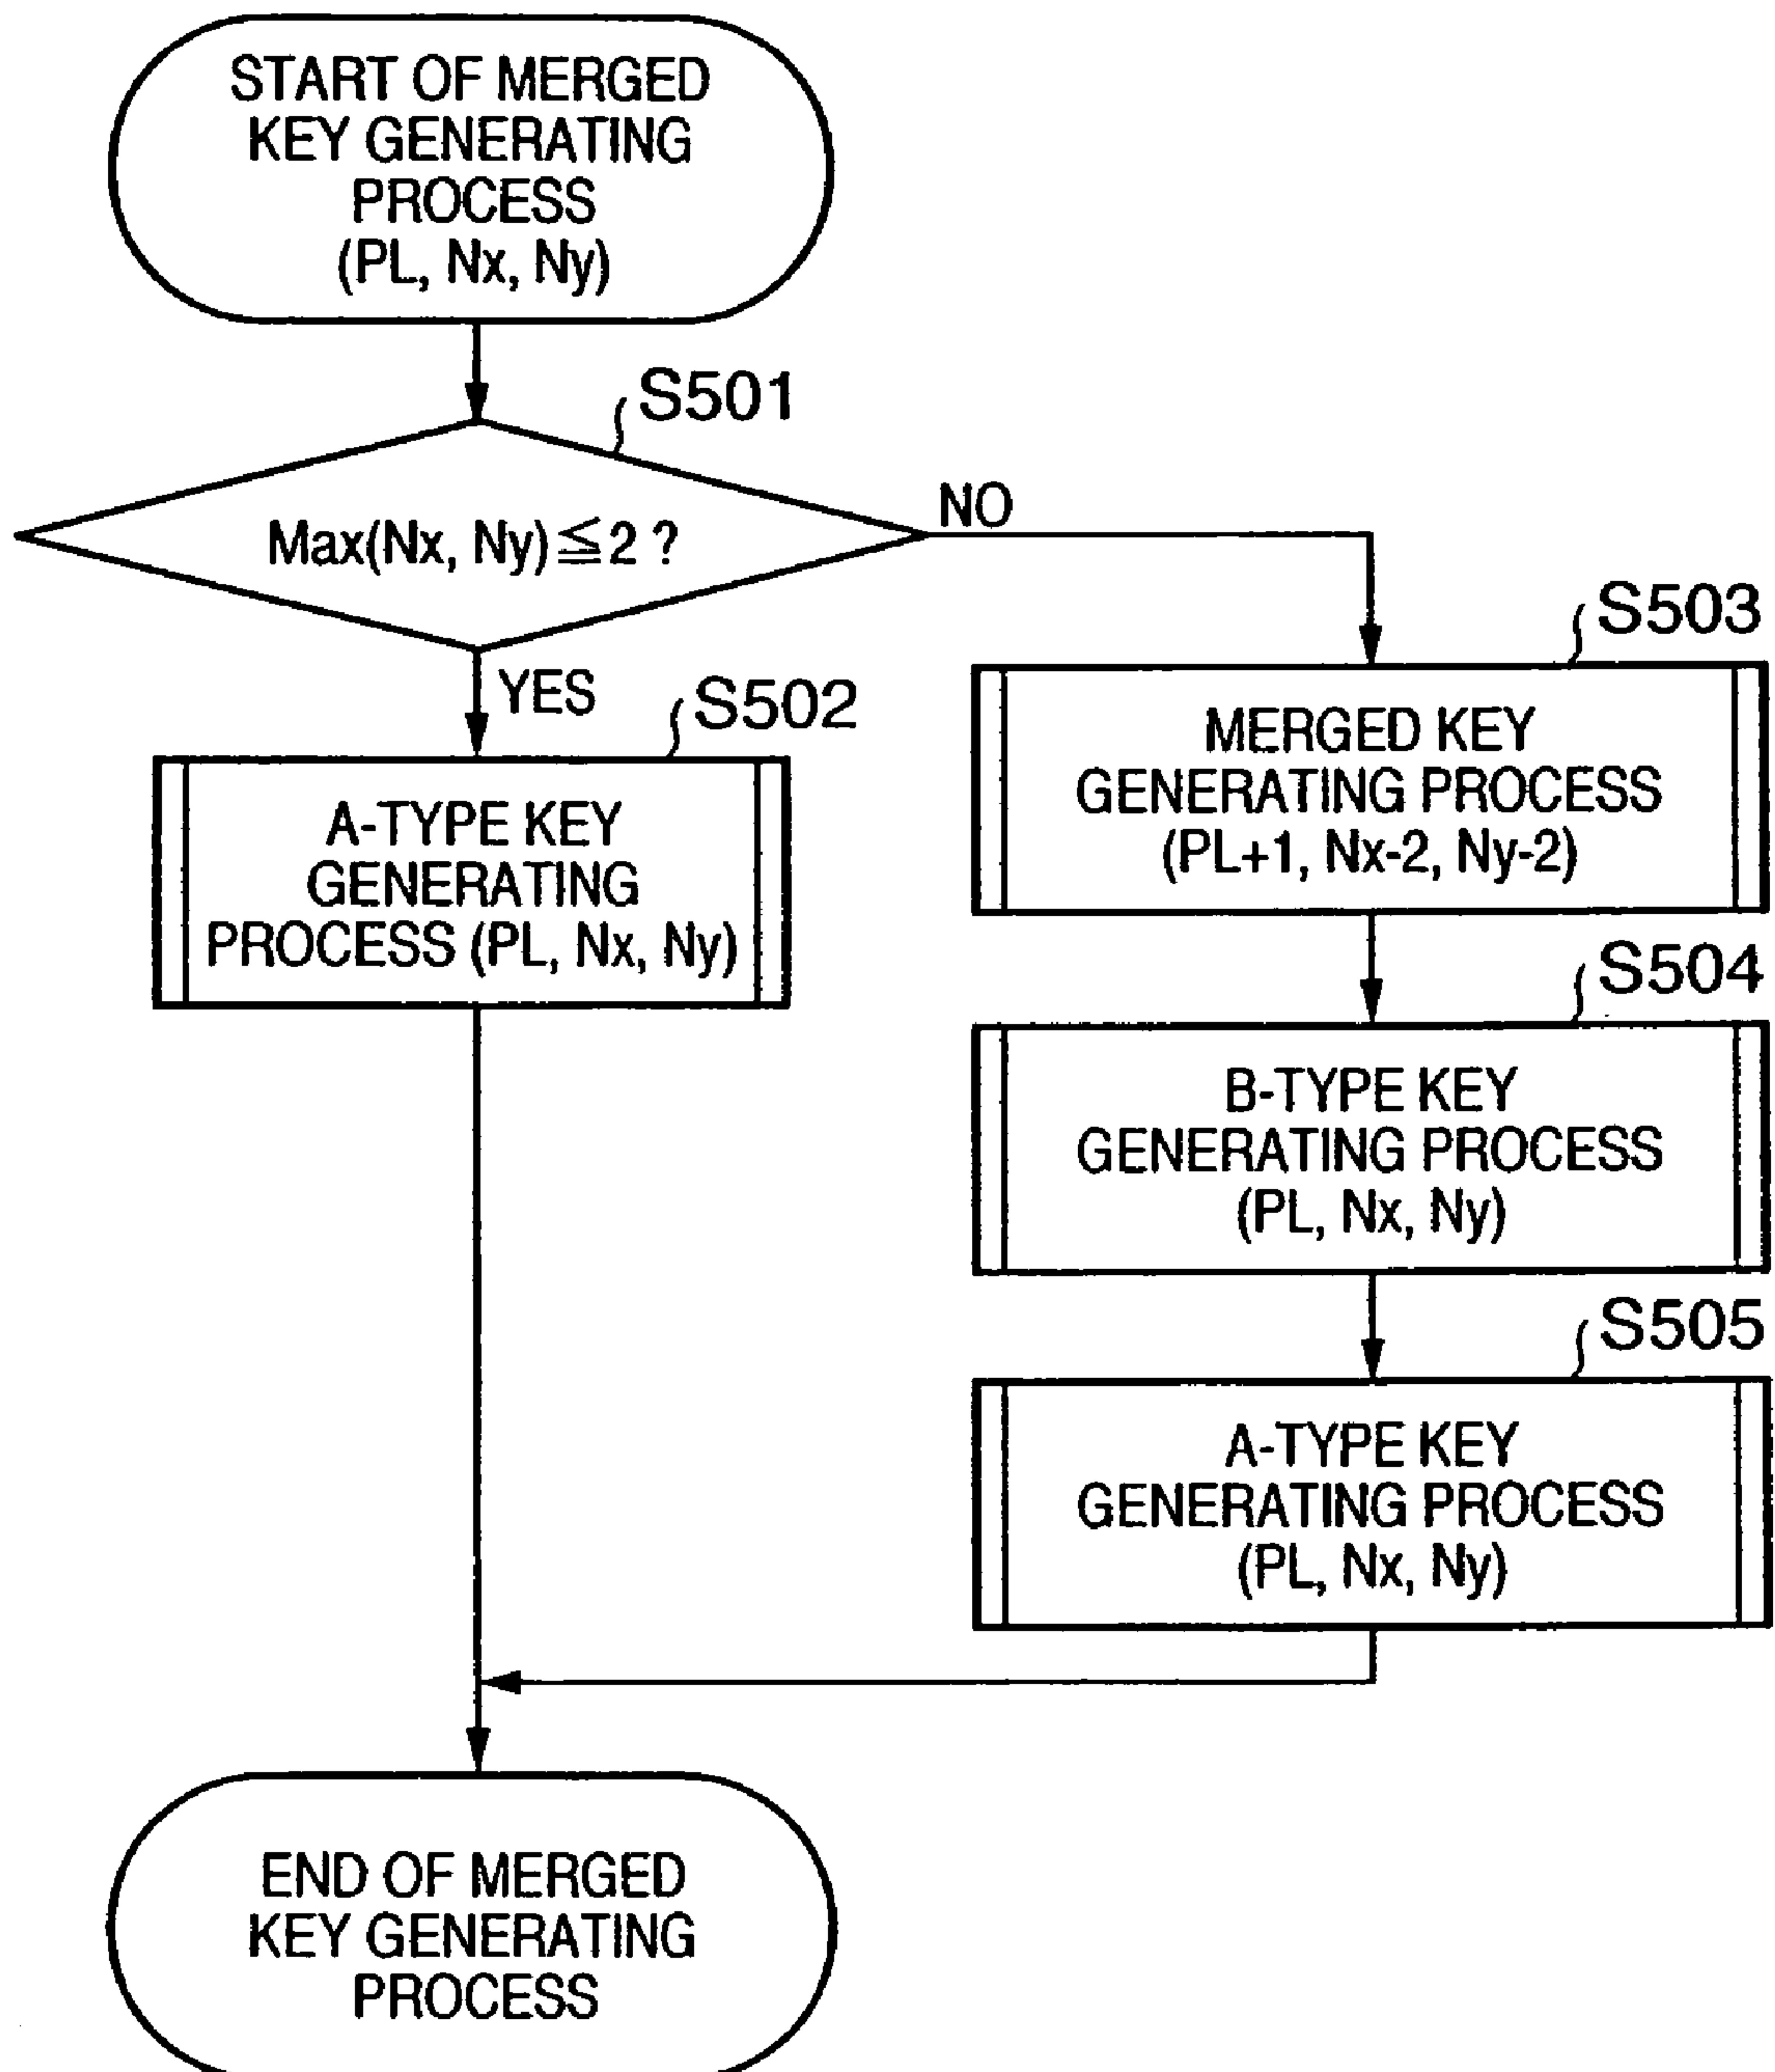 START OF MERGED
KEY GENERATING
PROCESS
(PL, Nx, Ny)
S501
Max(Nx, Ny)≦2 ?
NO
YES
S502
A-TYPE KEY
GENERATING
PROCESS (PL, Nx, Ny)
S503
MERGED KEY
GENERATING PROCESS
(PL+1, Nx-2, Ny-2)
S504
B-TYPE KEY
GENERATING PROCESS
(PL, Nx, Ny)
S505
A-TYPE KEY
GENERATING PROCESS
(PL, Nx, Ny)
END OF MERGED
KEY GENERATING
PROCESS